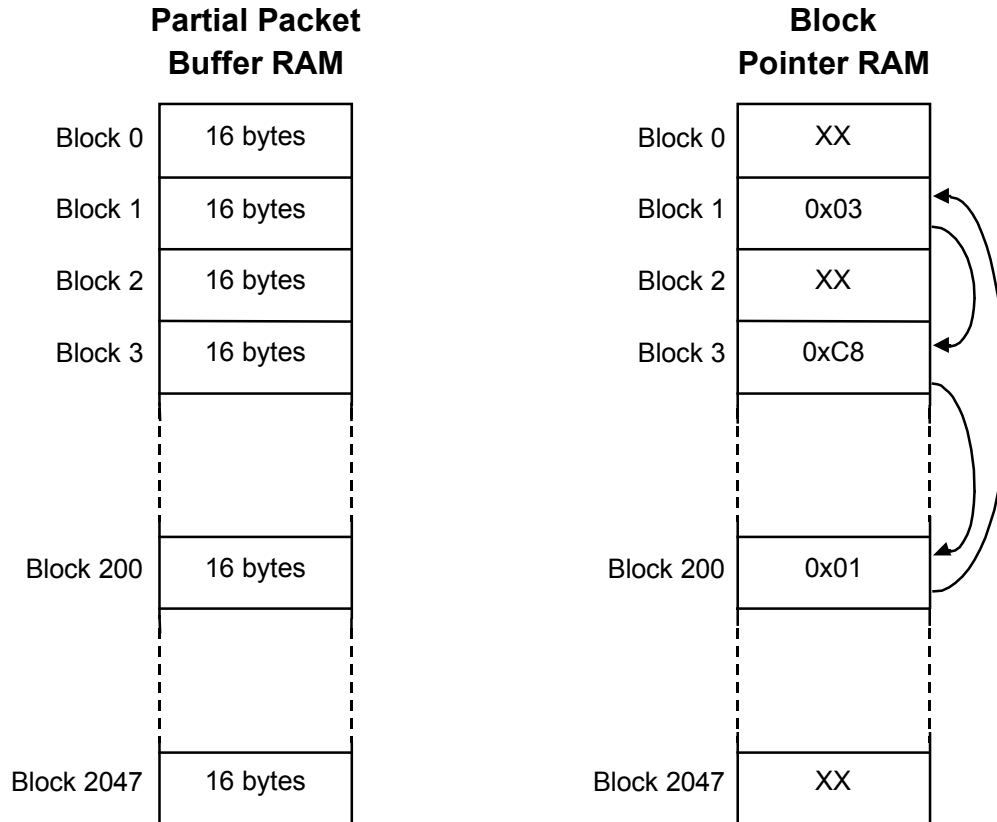 Partial Packet
Buffer RAM
Block 0 16 bytes
Block 1 16 bytes
Block 2 16 bytes
Block 3 16 bytes
Block 200 16 bytes
Block 2047 16 bytes
Block
Pointer RAM
Block 0 XX
Block 1 0x03
Block 2 XX
Block 3 0xC8
Block 200 0x01
Block 2047 XX